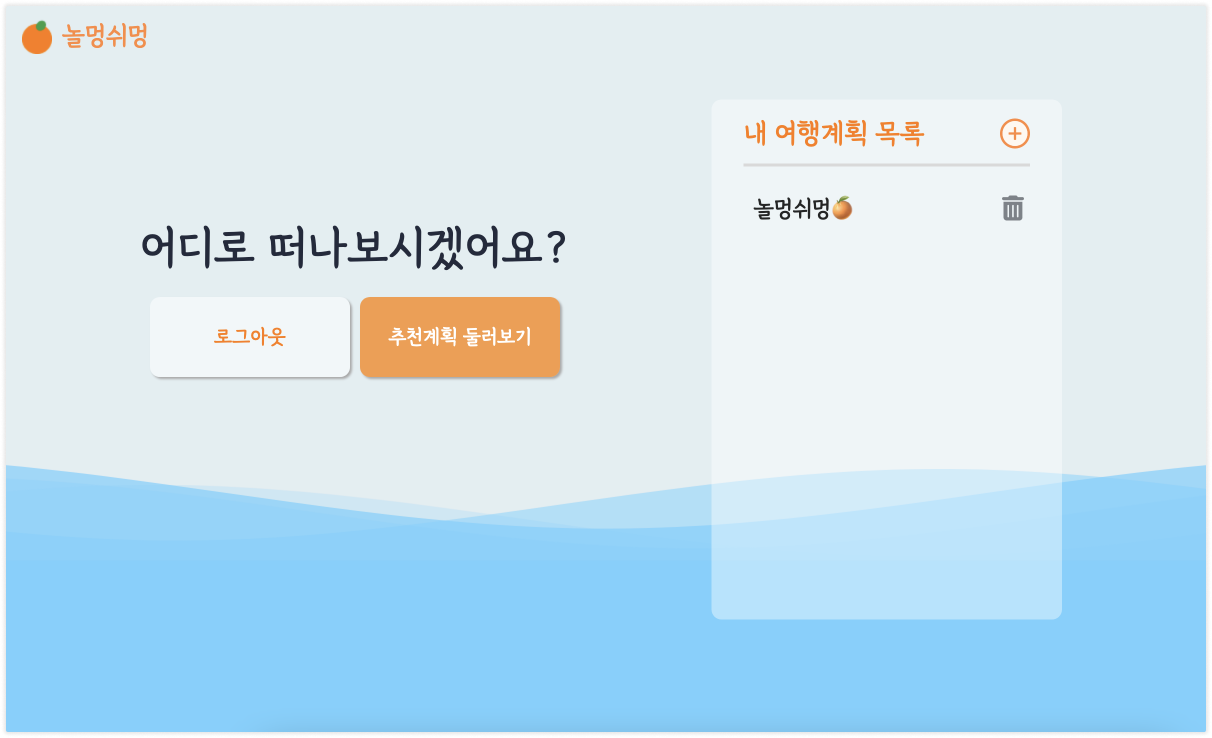 놀멍쉬멍
어디로 떠나보시겠어요?
로그아웃
추천계획 둘러보기
내 여행계획 목록
놀멍쉬멍🍊